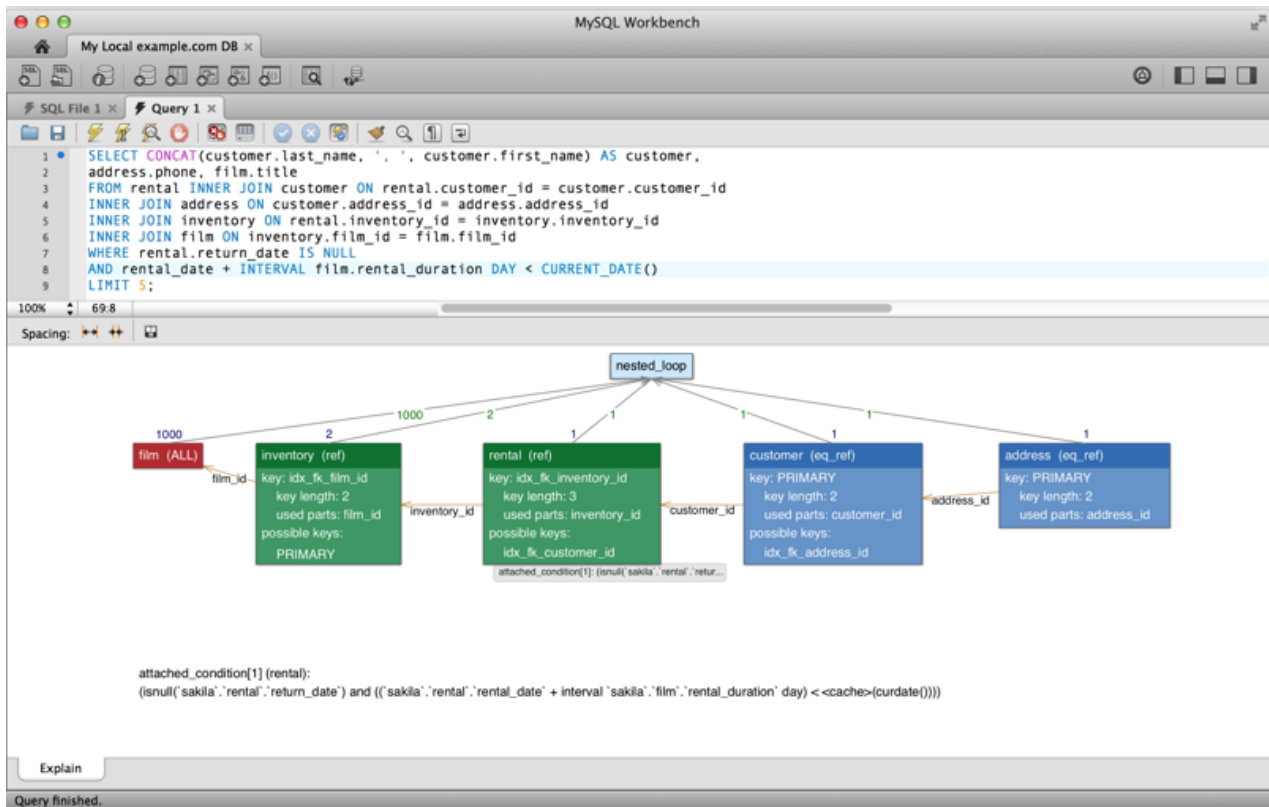 MySQL Workbench
My Local example.com DB ×
SQL File 1 × Query 1 ×
1 SELECT CONCAT(customer.last_name, ', ', customer.first_name) AS customer,
2 address.phone, film.title
3 FROM rental INNER JOIN customer ON rental.customer_id = customer.customer_id
4 INNER JOIN address ON customer.address_id = address.address_id
5 INNER JOIN inventory ON rental.inventory_id = inventory.inventory_id
6 INNER JOIN film ON inventory.film_id = film.film_id
7 WHERE rental.return_date IS NULL
8 AND rental_date + INTERVAL film.rental_duration DAY < CURRENT_DATE()
9 LIMIT 5;
100% 69:8
Spacing:
nested_loop
1000 2 1 1 1
1000 2 1 1 1
film (ALL)
film_id
inventory (ref)
key: idx_fk_film_id
key length: 2
used parts: film_id
possible keys:
PRIMARY
inventory_id
rental (ref)
key: idx_fk_inventory_id
key length: 3
used parts: inventory_id
possible keys:
idx_fk_customer_id
attached_condition[1]: (isnull(`sakila`.`rental`.`retur...
customer_id
customer (eq_ref)
key: PRIMARY
key length: 2
used parts: customer_id
possible keys:
idx_fk_address_id
address_id
address (eq_ref)
key: PRIMARY
key length: 2
used parts: address_id
attached_condition[1] (rental):
(isnull(`sakila`.`rental`.`return_date`) and ((`sakila`.`rental`.`rental_date` + interval `sakila`.`film`.`rental_duration` day) < <cache>(curdate())))
Explain
Query finished.